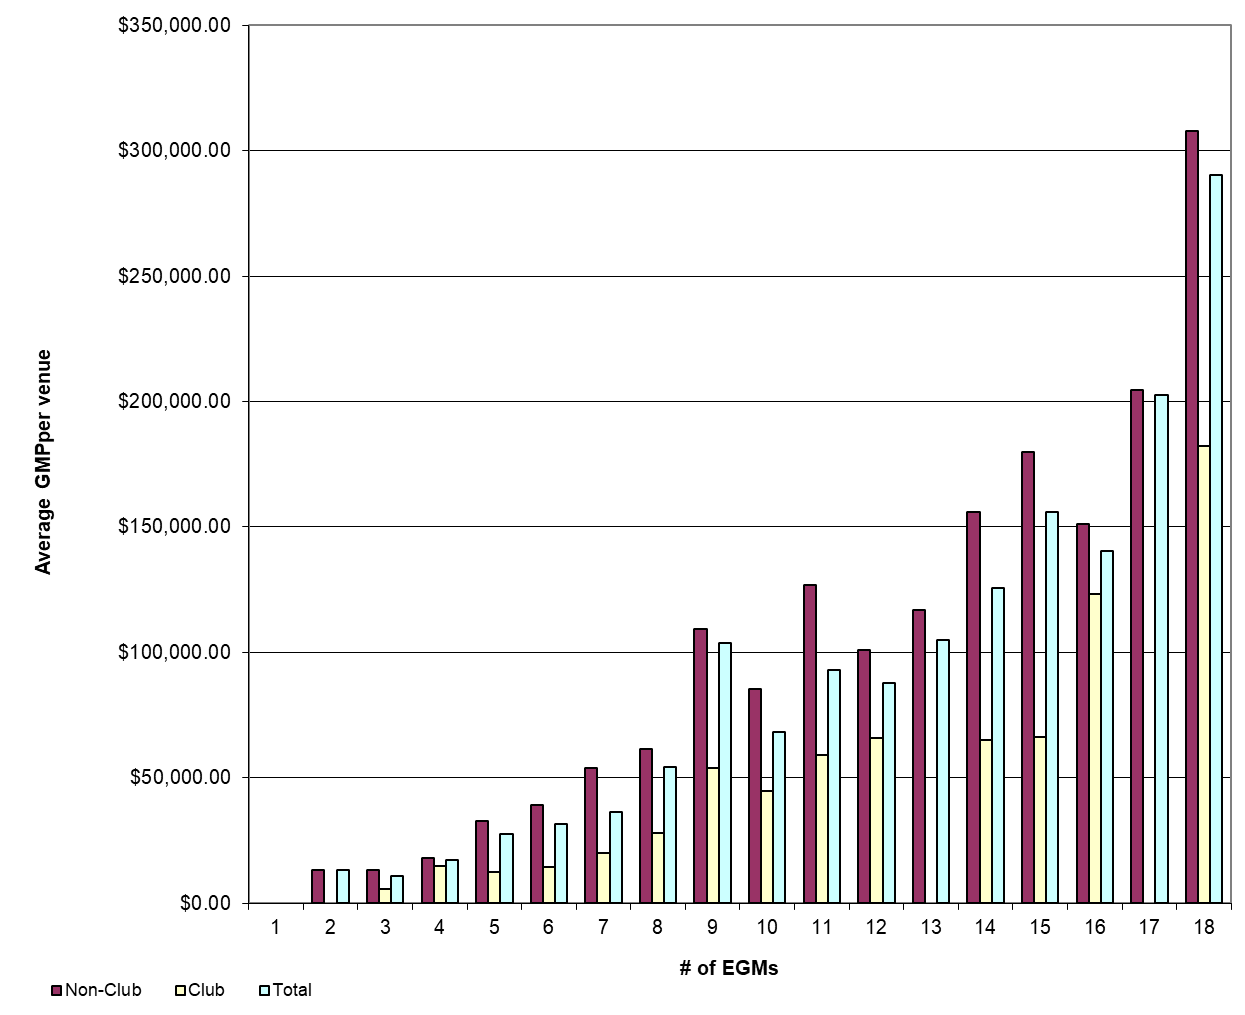 $350,000.00
$300,000.00
$250,000.00
$200,000.00
$150,000.00
$100,000.00
$50,000.00
$0.00
Average GMPper venue
1 2 3 4 5 6 7 8 9 10 11 12 13 14 15 16 17 18
# of EGMs
Non-Club Club Total